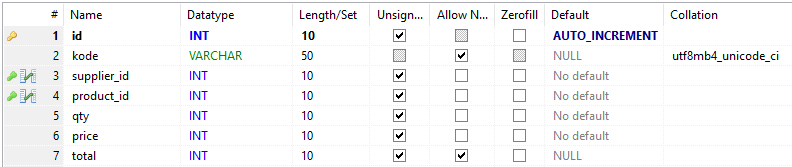 # Name Datatype Length/Set Unsign... Allow N... Zerofill Default Collation
1 id INT 10 AUTO_INCREMENT
2 kode VARCHAR 50 NULL utf8mb4_unicode_ci
3 supplier_id INT 10 No default
4 product_id INT 10 No default
5 qty INT 10 No default
6 price INT 10 No default
7 total INT 10 NULL